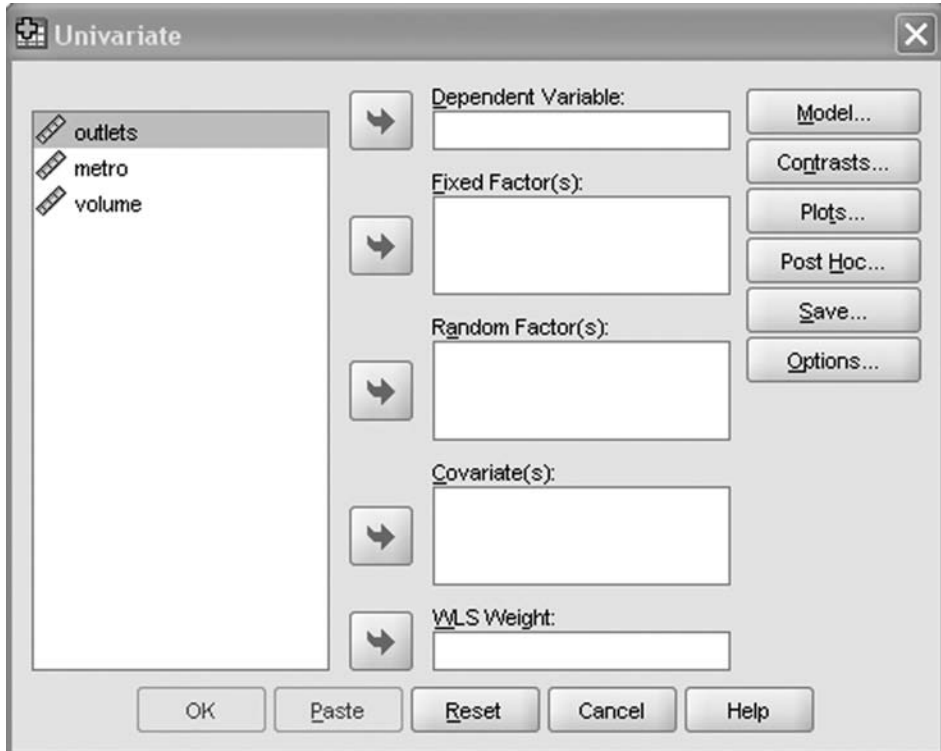 Univariate
outlets
metro
volume
Dependent Variable:
Fixed Factor(s):
Random Factor(s):
Covariate(s):
WLS Weight:
Model...
Contrasts...
Plots...
Post Hoc...
Save...
Options...
OK
Paste
Reset
Cancel
Help